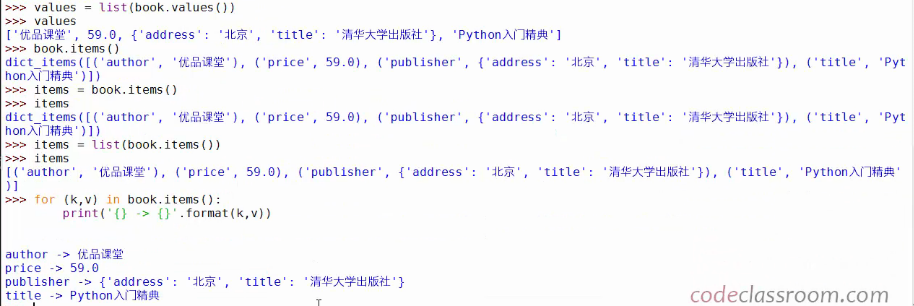 >>> values = list(book.values())
>>> values
['优品课堂', 59.0, {'address': '北京', 'title': '清华大学出版社'}, 'Python入门精典']
>>> book.items()
dict_items([('author', '优品课堂'), ('price', 59.0), ('publisher', {'address': '北京', 'title': '清华大学出版社'}), ('title', 'Pyt
hon入门精典')])
>>> items = book.items()
>>> items
dict_items([('author', '优品课堂'), ('price', 59.0), ('publisher', {'address': '北京', 'title': '清华大学出版社'}), ('title', 'Pyt
hon入门精典')])
>>> items = list(book.items())
>>> items
[('author', '优品课堂'), ('price', 59.0), ('publisher', {'address': '北京', 'title': '清华大学出版社'}), ('title', 'Python入门精典'
)]
>>> for (k,v) in book.items():
        print('{} -> {}'.format(k,v))
author -> 优品课堂
price -> 59.0
publisher -> {'address': '北京', 'title': '清华大学出版社'}
title -> Python入门精典
codeclassroom.com